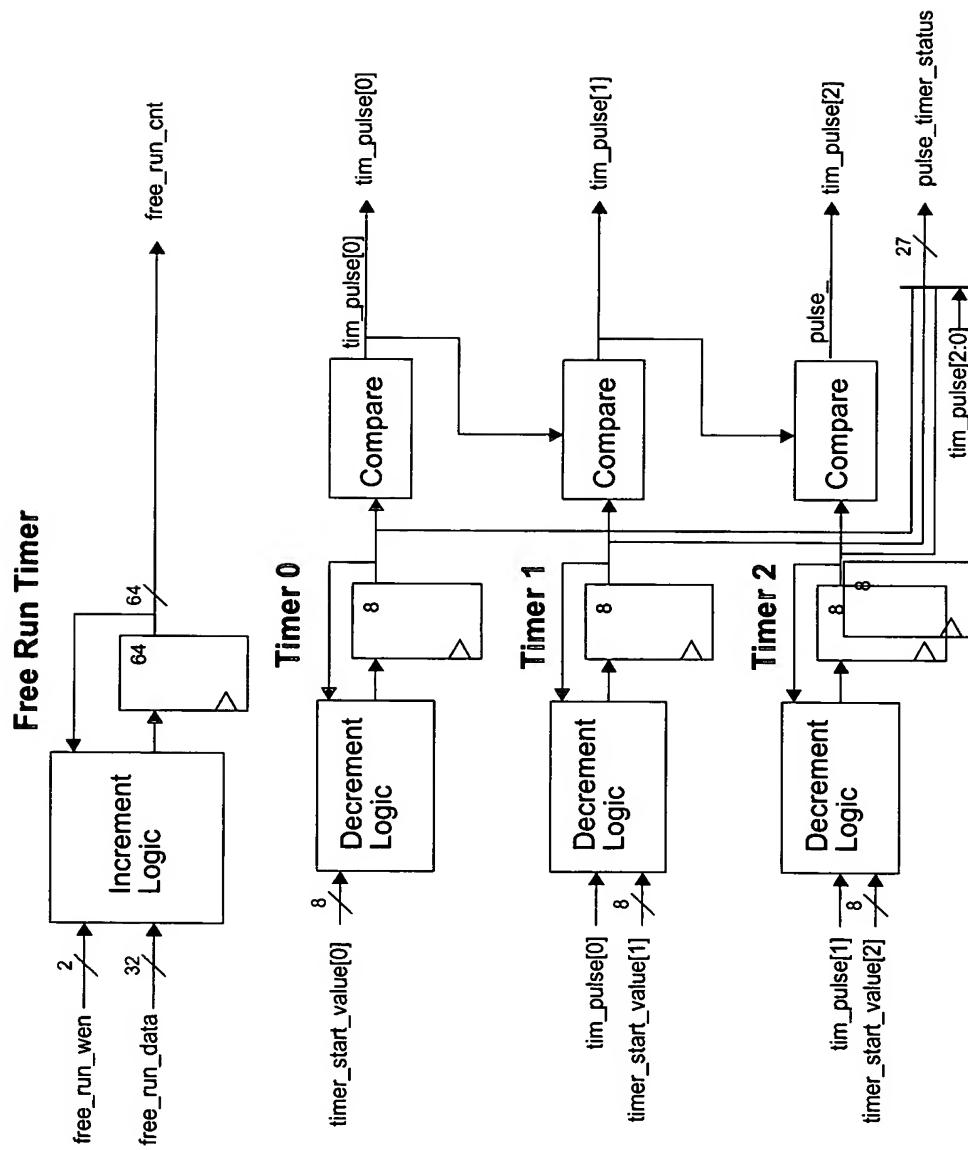 Free Run Timer
free_run_wen
2
free_run_data
32
Increment
Logic
64
64
free_run_cnt
Timer 0
timer_start_value[0]
8
Decrement
Logic
8
Compare
tim_pulse[0]
tim_pulse[0]
Timer 1
tim_pulse[0]
timer_start_value[1]
8
Decrement
Logic
8
Compare
tim_pulse[1]
Timer 2
tim_pulse[1]
timer_start_value[2]
8
Decrement
Logic
8
8
Compare
pulse_
tim_pulse[2]
27
pulse_timer_status
tim_pulse[2:0]